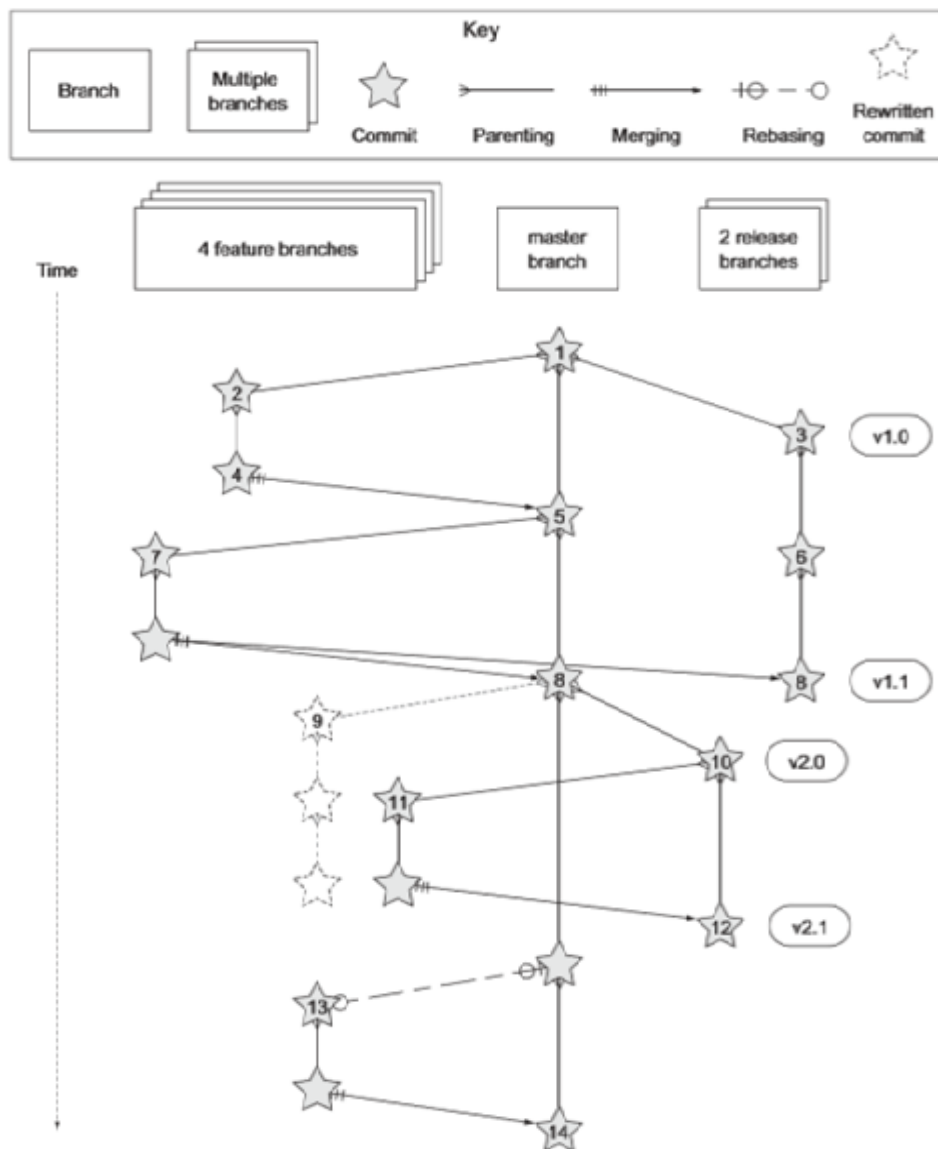 Key
Branch
Multiple
branches
Commit
Parenting
Merging
Rebasing
Rewritten
commit
4 feature branches
master
branch
2 release
branches
Time
1
2
3
v1.0
4
5
7
6
8
8
v1.1
9
10
v2.0
11
12
v2.1
13
14